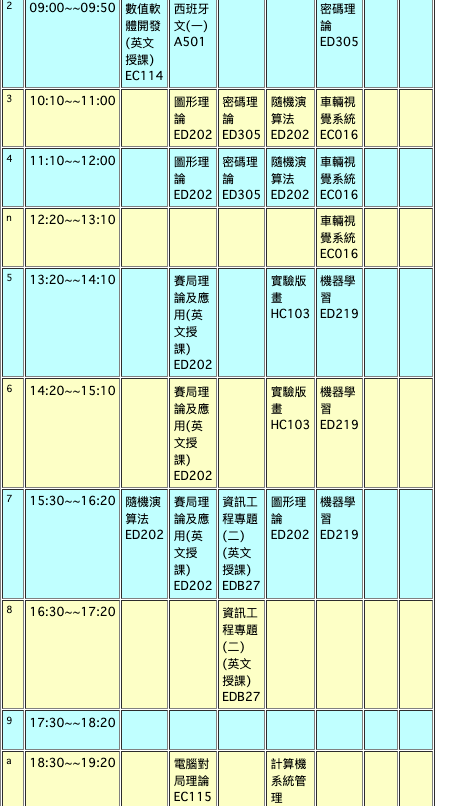 2
09:00~~09:50
數值軟
體開發
(英文
授課)
EC114
西班牙
文(一)
A501
密碼理
論
ED305
3
10:10~~11:00
圖形理
論
ED202
密碼理
論
ED305
隨機演
算法
ED202
車輛視
覺系統
EC016
4
11:10~~12:00
圖形理
論
ED202
密碼理
論
ED305
隨機演
算法
ED202
車輛視
覺系統
EC016
n
12:20~~13:10
車輛視
覺系統
EC016
5
13:20~~14:10
賽局理
論及應
用(英
文授
課)
ED202
實驗版
畫
HC103
機器學
習
ED219
6
14:20~~15:10
賽局理
論及應
用(英
文授
課)
ED202
實驗版
畫
HC103
機器學
習
ED219
7
15:30~~16:20
隨機演
算法
ED202
賽局理
論及應
用(英
文授
課)
ED202
資訊工
程專題
(二)
(英文
授課)
EDB27
圖形理
論
ED202
機器學
習
ED219
8
16:30~~17:20
資訊工
程專題
(二)
(英文
授課)
EDB27
9
17:30~~18:20
a
18:30~~19:20
電腦對
局理論
EC115
計算機
系統管
理